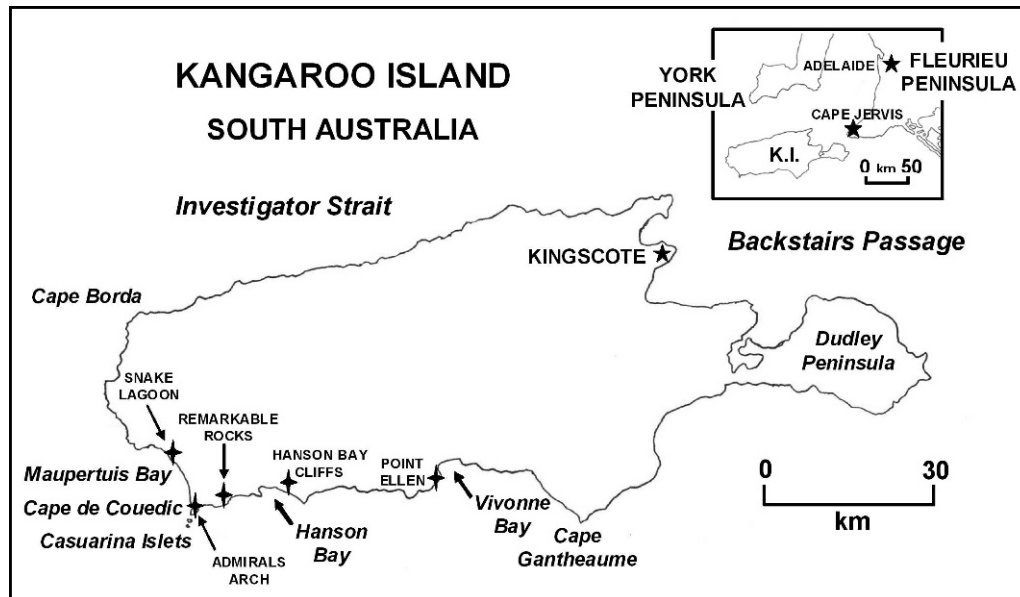 KANGAROO ISLAND
SOUTH AUSTRALIA
YORK
PENINSULA
ADELAIDE
FLEURIEU
PENINSULA
CAPE JERVIS
K.I.
0 km 50
Investigator Strait
KINGSCOTE
Backstairs Passage
Cape Borda
Dudley
Peninsula
SNAKE
LAGOON
REMARKABLE
ROCKS
HANSON BAY
CLIFFS
POINT
ELLEN
Maupertuis Bay
Cape de Couedic
Casuarina Islets
ADMIRALS
ARCH
Hanson
Bay
Vivonne
Bay
Cape
Gantheaume
0 30
km